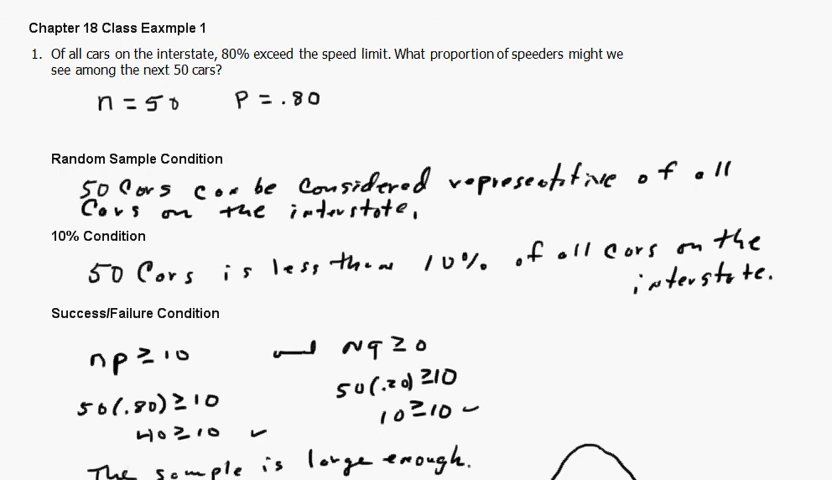 Chapter 18 Class Eaxmple 1
1. Of all cars on the interstate, 80% exceed the speed limit. What proportion of speeders might we
see among the next 50 cars?
n = 50 P = .80
Random Sample Condition
50 Cars can be Considered representitive of all
Cars on the interstate.
10% Condition
50 Cars is less than 10% of all cars on the
interstate.
Success/Failure Condition
np ≥ 10 and nq ≥ 0
50(.80) ≥ 10 50(.20) ≥ 10
40 ≥ 10 ✓ 10 ≥ 10 ✓
The sample is large enough.